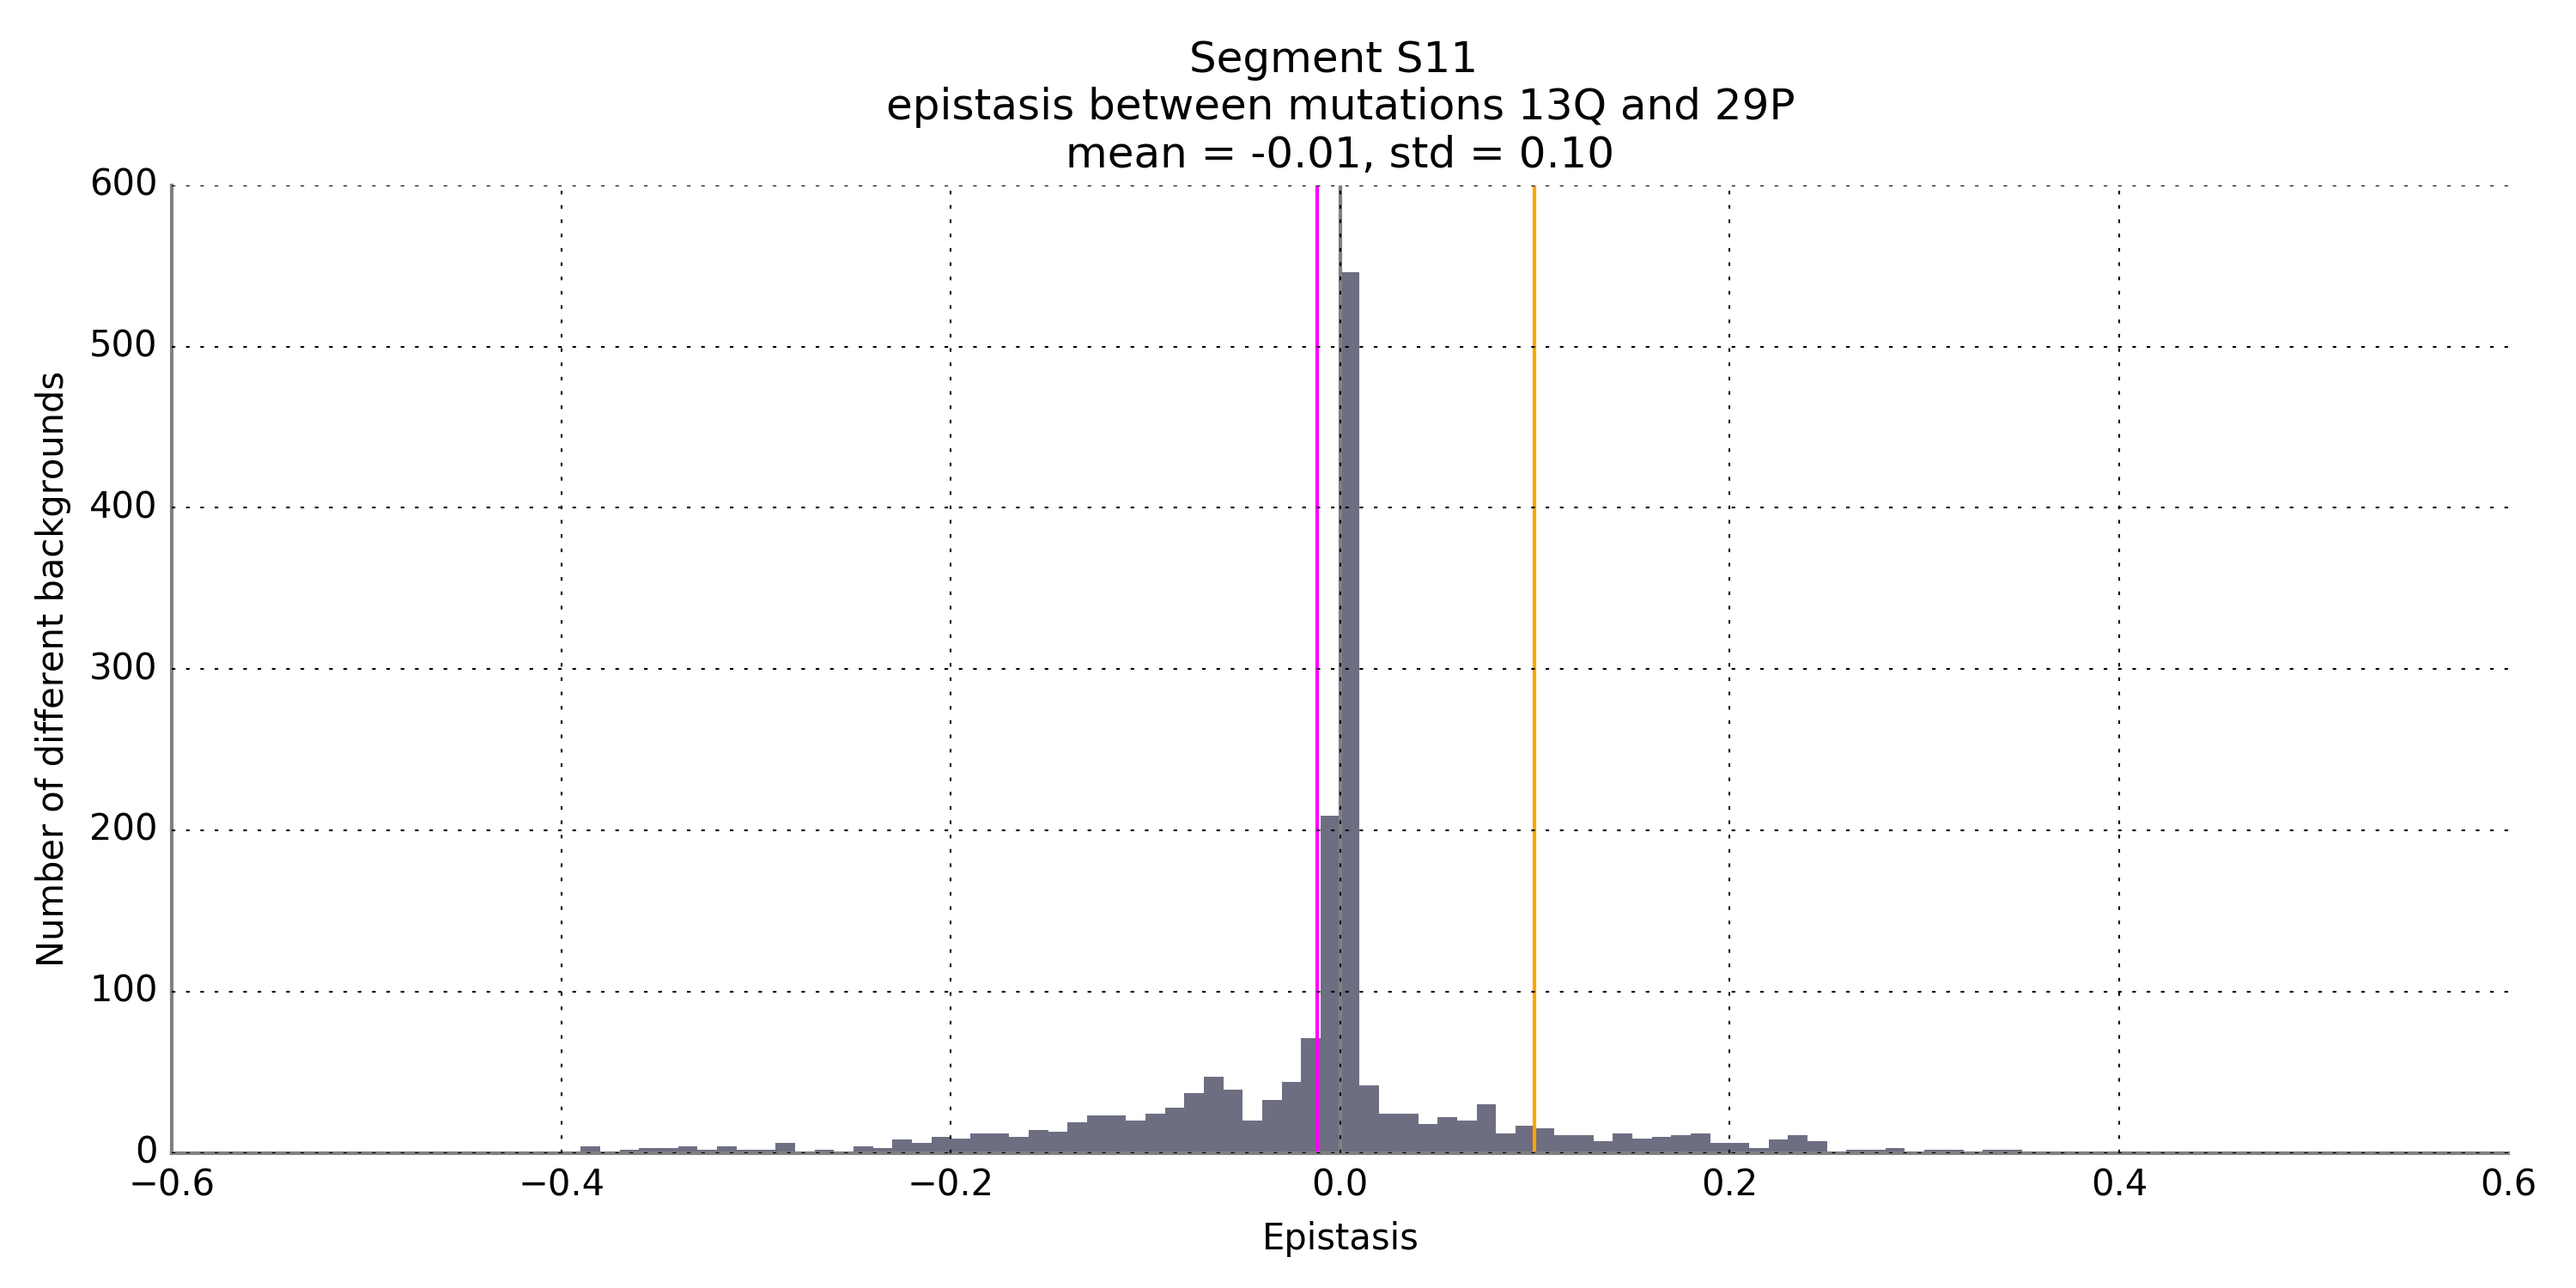 Segment S11
epistasis between mutations 13Q and 29P
mean = -0.01, std = 0.10
600
500
400
300
200
100
0
Number of different backgrounds
−0.6 −0.4 −0.2 0.0 0.2 0.4 0.6
Epistasis